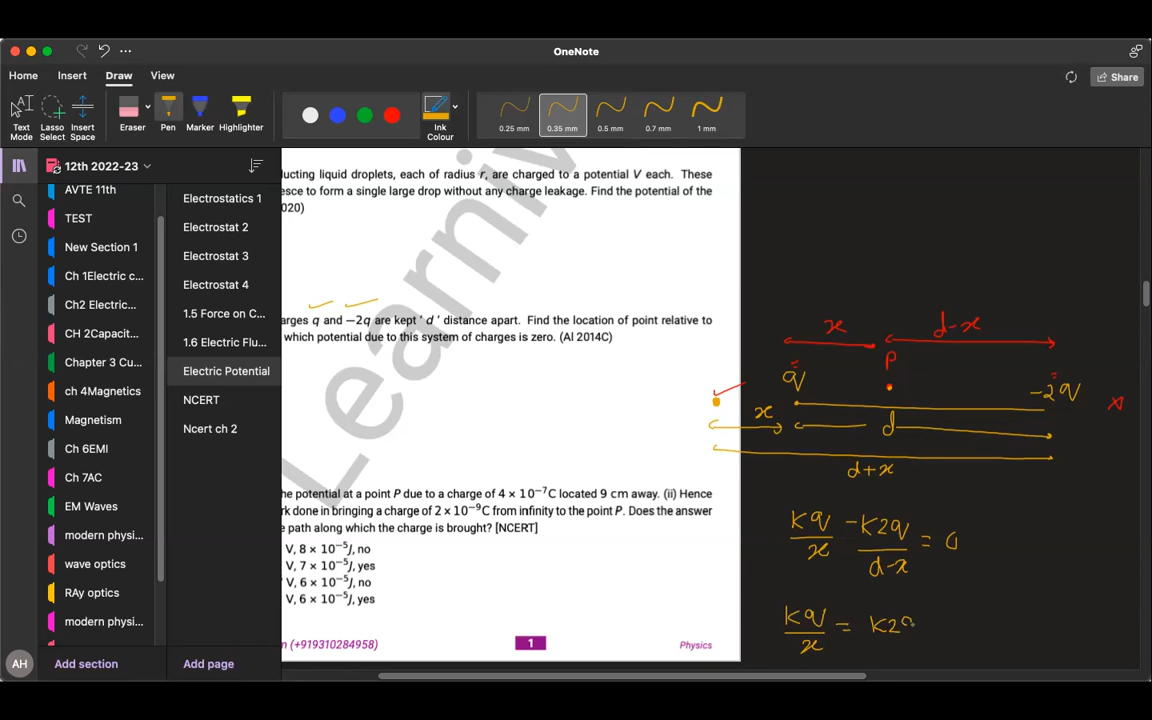 OneNote
Home Insert Draw View
Share
Text Mode Lasso Select Insert Space Eraser Pen Marker Highlighter Ink Colour 0.25 mm 0.35 mm 0.5 mm 0.7 mm 1 mm
12th 2022-23
AVTE 11th
TEST
New Section 1
Ch 1Electric c...
Ch2 Electric...
CH 2Capacit...
Chapter 3 Cu...
ch 4Magnetics
Magnetism
Ch 6EMI
Ch 7AC
EM Waves
modern physi...
wave optics
RAy optics
modern physi...
Add section
AH
Electrostatics 1
Electrostat 2
Electrostat 3
Electrostat 4
1.5 Force on C...
1.6 Electric Flu...
Electric Potential
NCERT
Ncert ch 2
Add page
Learni
ducting liquid droplets, each of radius r, are charged to a potential V each. These
esce to form a single large drop without any charge leakage. Find the potential of the
020)
arges q and −2q are kept ' d ' distance apart. Find the location of point relative to
which potential due to this system of charges is zero. (Al 2014C)
he potential at a point P due to a charge of 4 × 10⁻⁷C located 9 cm away. (ii) Hence
rk done in bringing a charge of 2 × 10⁻⁹C from infinity to the point P. Does the answer
e path along which the charge is brought? [NCERT]
V, 8 × 10⁻⁵J, no
V, 7 × 10⁻⁵J, yes
V, 6 × 10⁻⁵J, no
V, 6 × 10⁻⁵J, yes
m (+919310284958) 1 Physics
x d-x
P
q -2q
x d
d+x
Kq/x - K2q/d-x = 0
Kq/x = K2q